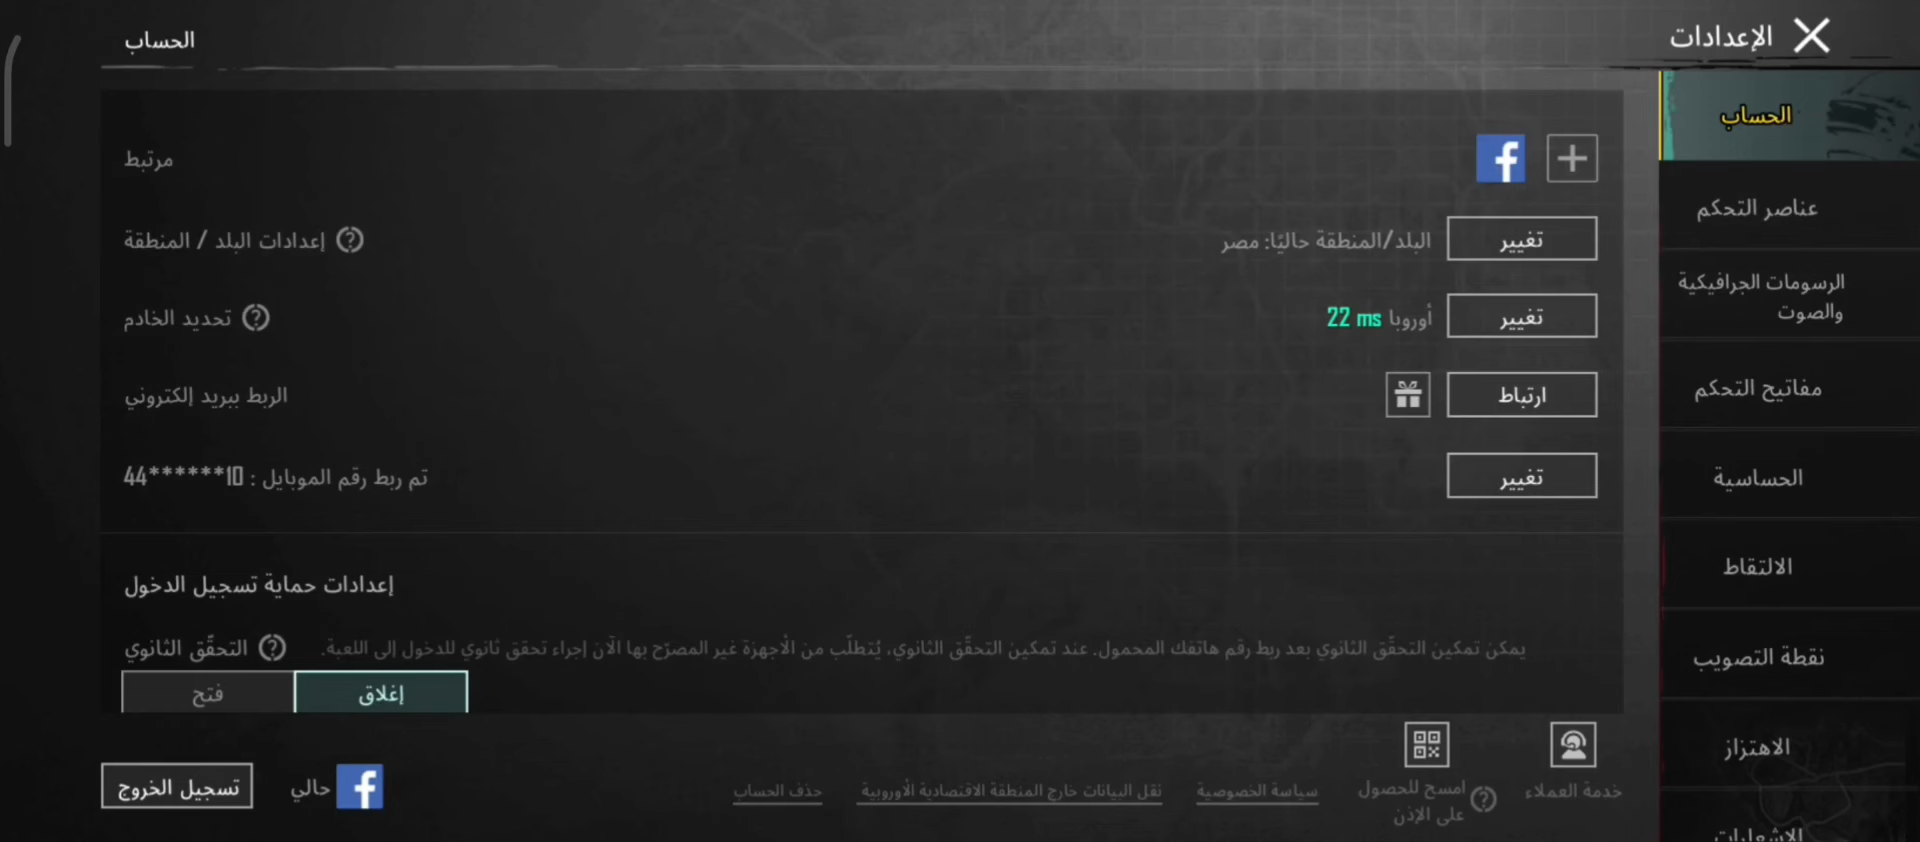 الإعدادات
الحساب
الحساب
عناصر التحكم
الرسومات الجرافيكية
والصوت
مفاتيح التحكم
الحساسية
الالتقاط
نقطة التصويب
الاهتزاز
الإشعارات
مرتبط
إعدادات البلد / المنطقة
البلد/المنطقة حاليًا: مصر
تغيير
تحديد الخادم
أوروبا 22 ms
تغيير
الربط ببريد إلكتروني
ارتباط
تم ربط رقم الموبايل : 44******10
تغيير
إعدادات حماية تسجيل الدخول
التحقّق الثانوي
يمكن تمكين التحقّق الثانوي بعد ربط رقم هاتفك المحمول. عند تمكين التحقّق الثانوي، يُتطلّب من الأجهزة غير المصرّح بها الآن إجراء تحقق ثانوي للدخول إلى اللعبة.
إغلاق
فتح
خدمة العملاء
امسح للحصول
على الإذن
سياسة الخصوصية
نقل البيانات خارج المنطقة الاقتصادية الأوروبية
حذف الحساب
حالي
تسجيل الخروج